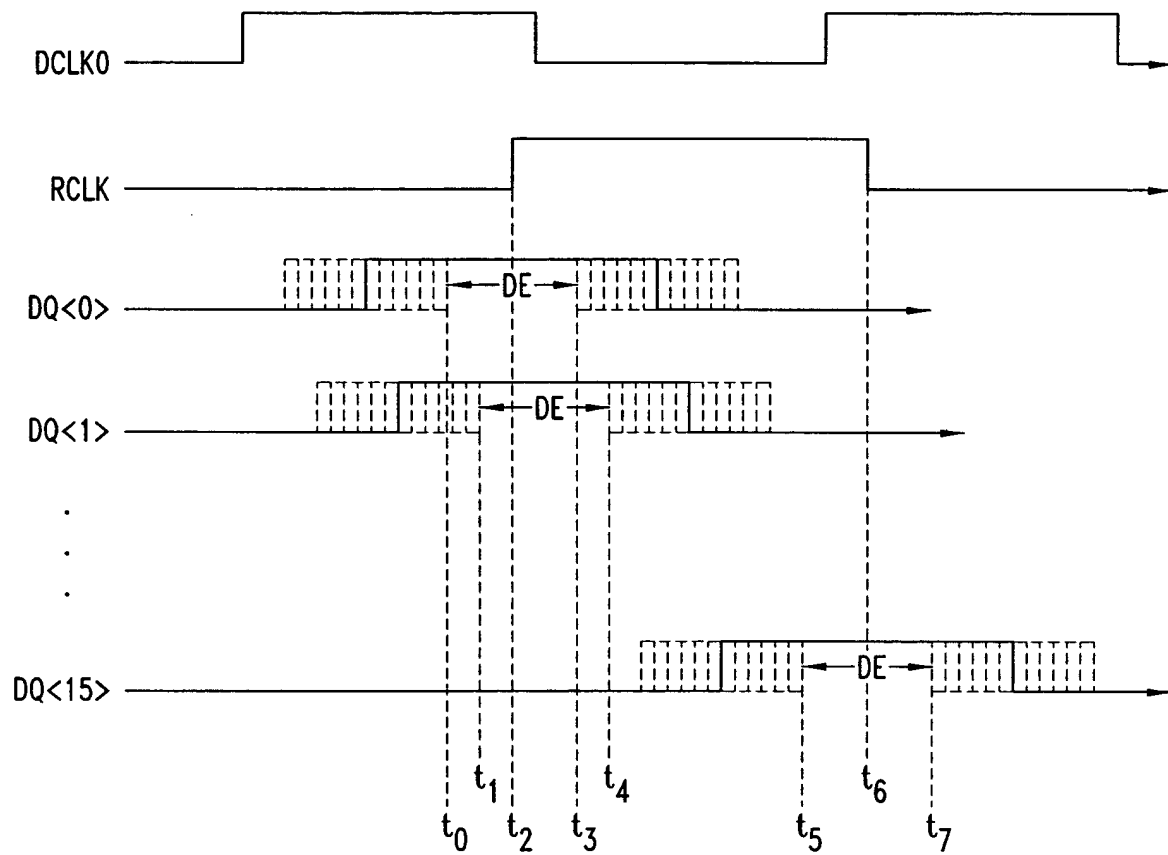 DCLK0
RCLK
DE
DQ<0>
DE
DQ<1>
DE
DQ<15>
t1 t4 t6
t0 t2 t3 t5 t7